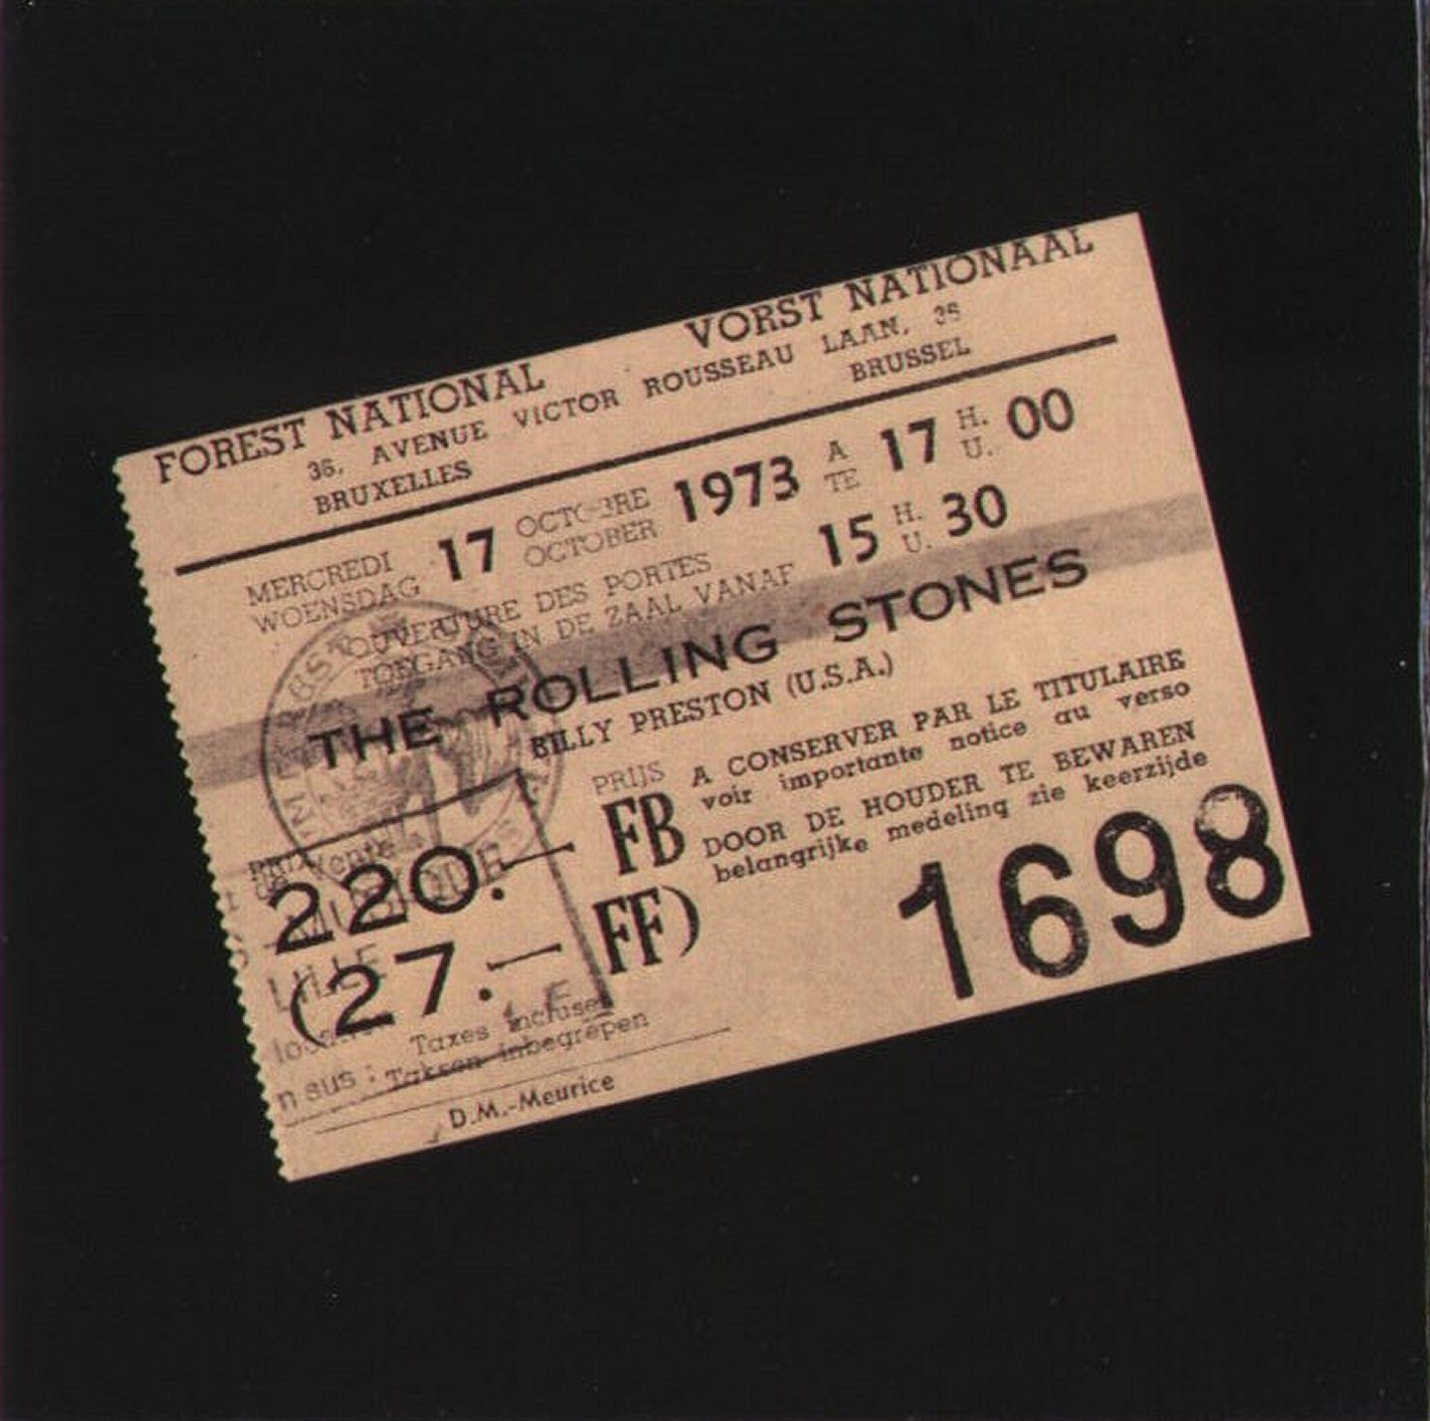 FOREST NATIONAL VORST NATIONAAL
36, AVENUE VICTOR ROUSSEAU LAAN, 36
BRUXELLES BRUSSEL
MERCREDI 17 OCTOBRE 1973 A 17 H. 00
WOENSDAG OCTOBER TE U.
OUVERTURE DES PORTES 15 H. 30
TOEGANG IN DE ZAAL VANAF U.
THE ROLLING STONES
BILLY PRESTON (U.S.A.)
PRIX PRIJS
220.— FB
(27.— FF)
A CONSERVER PAR LE TITULAIRE
voir importante notice au verso
DOOR DE HOUDER TE BEWAREN
belangrijke medeling zie keerzijde
1698
LILLE
n sus :
Taxes incluses
Taksen inbegrepen
D.M.-Meurice